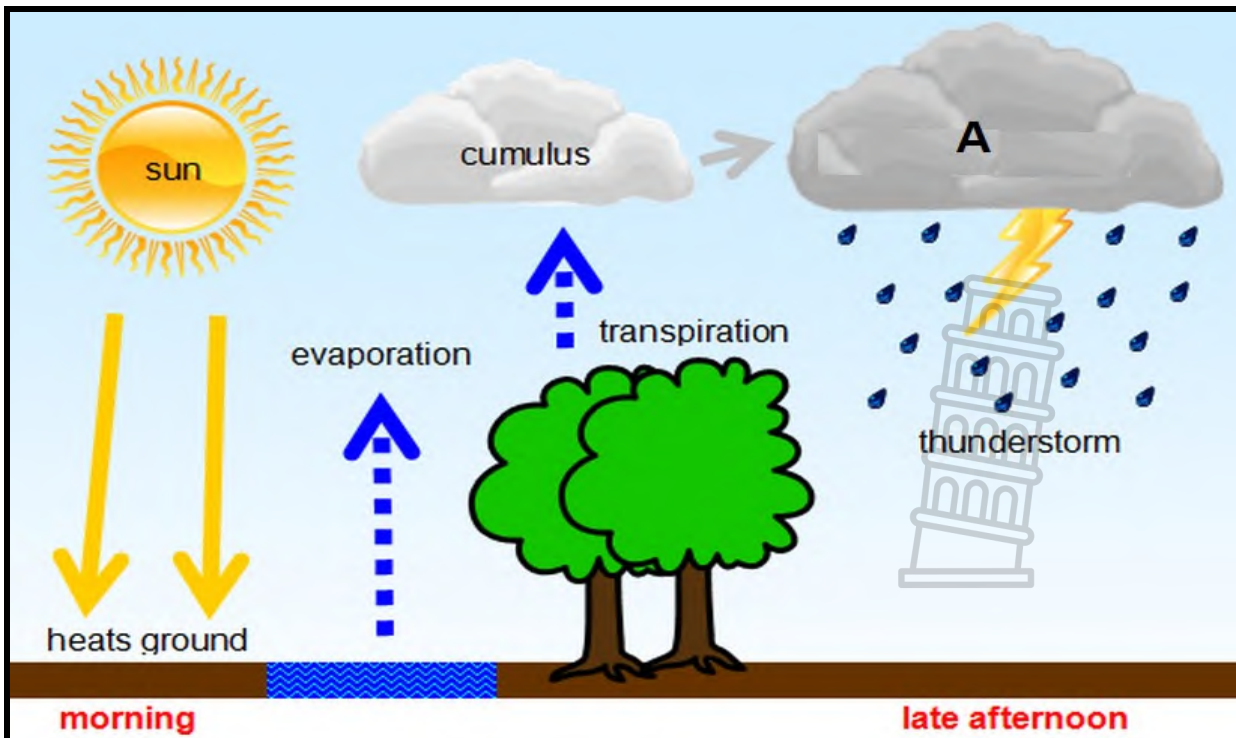 sun
cumulus
A
evaporation
transpiration
thunderstorm
heats ground
morning
late afternoon